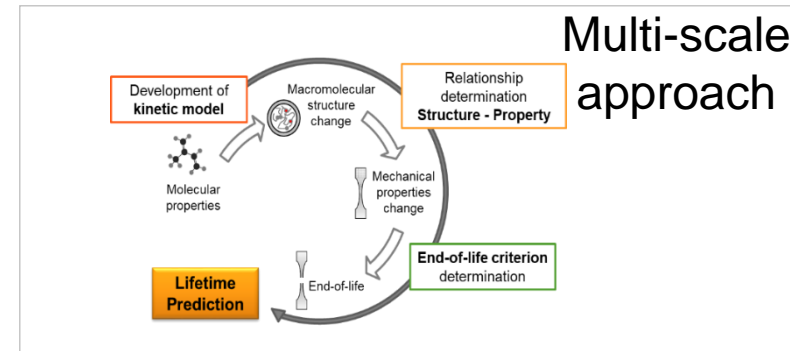 Multi-scale
approach
Development of
kinetic model
Macromolecular
structure
change
Relationship
determination
Structure - Property
Molecular
properties
Mechanical
properties
change
End-of-life criterion
determination
End-of-life
Lifetime
Prediction